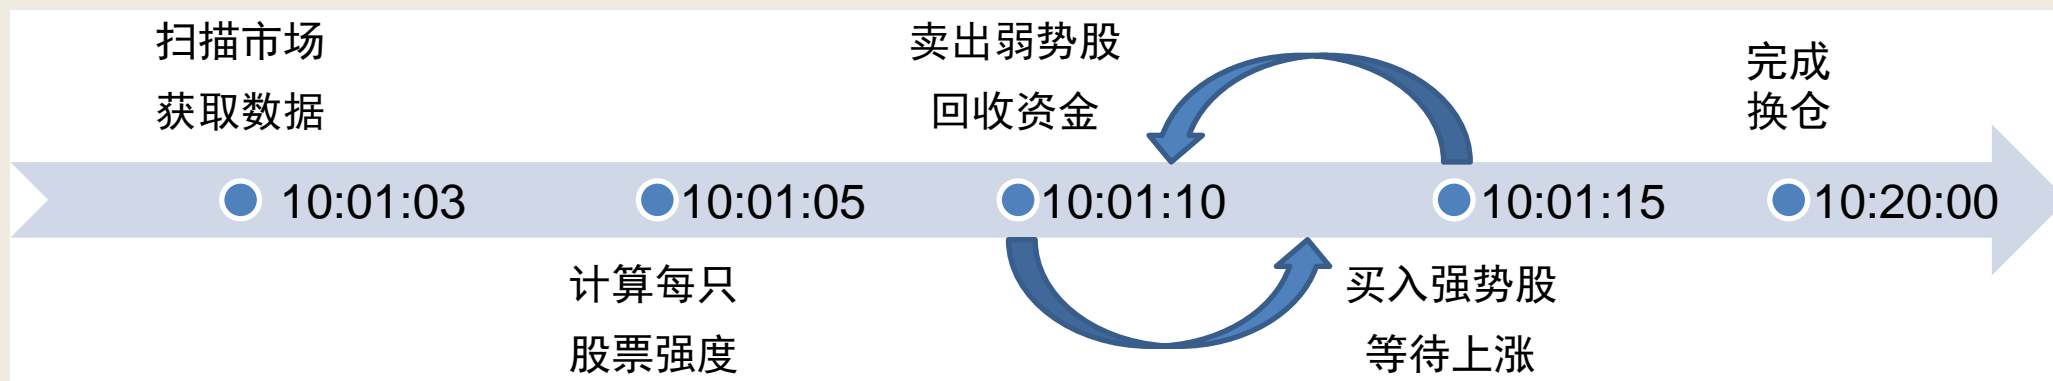 扫描市场
获取数据
卖出弱势股
回收资金
完成
换仓
10:01:03
10:01:05
10:01:10
10:01:15
10:20:00
计算每只
股票强度
买入强势股
等待上涨